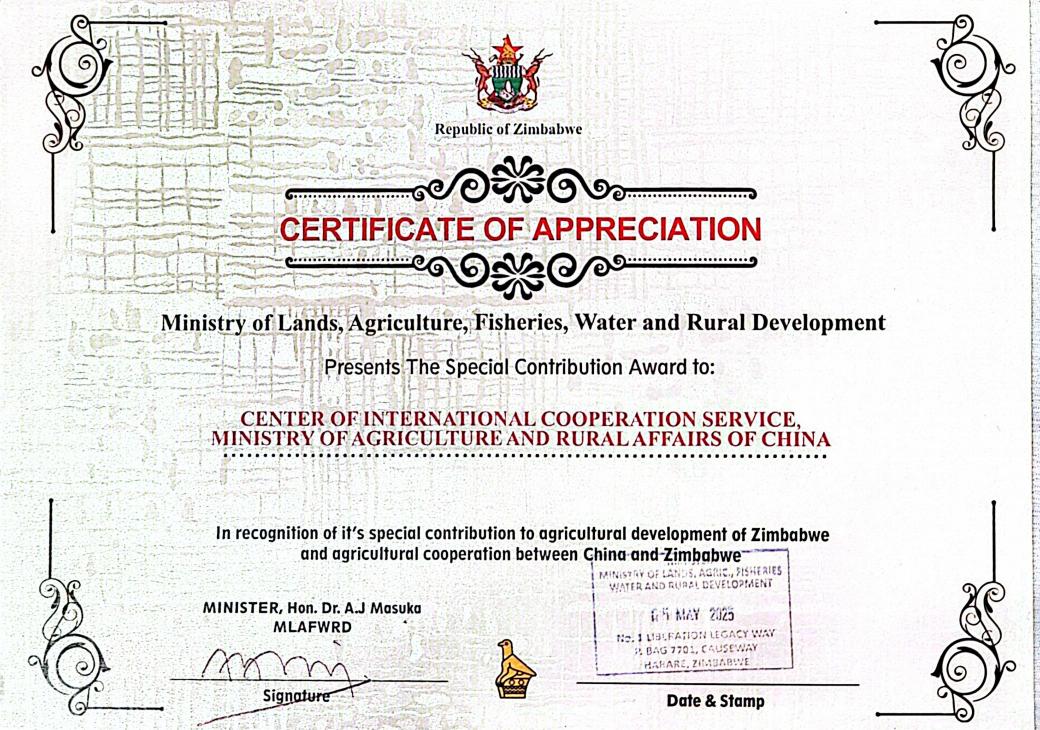 Republic of Zimbabwe
CERTIFICATE OF APPRECIATION
Ministry of Lands, Agriculture, Fisheries, Water and Rural Development
Presents The Special Contribution Award to:
CENTER OF INTERNATIONAL COOPERATION SERVICE,
MINISTRY OF AGRICULTURE AND RURAL AFFAIRS OF CHINA
In recognition of it's special contribution to agricultural development of Zimbabwe
and agricultural cooperation between China and Zimbabwe
MINISTRY OF LANDS, AGRIC., FISHERIES
WATER AND RURAL DEVELOPMENT
MAY 2025
No. 1 LIBERATION LEGACY WAY
P. BAG 7701, CAUSEWAY
HARARE, ZIMBABWE
MINISTER, Hon. Dr. A.J Masuka
MLAFWRD
Signature
Date & Stamp